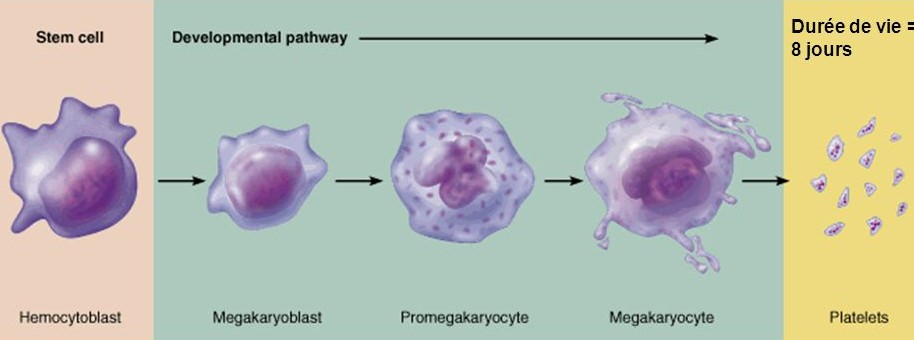 Stem cell
Developmental pathway
Durée de vie =
8 jours
Hemocytoblast
Megakaryoblast
Promegakaryocyte
Megakaryocyte
Platelets